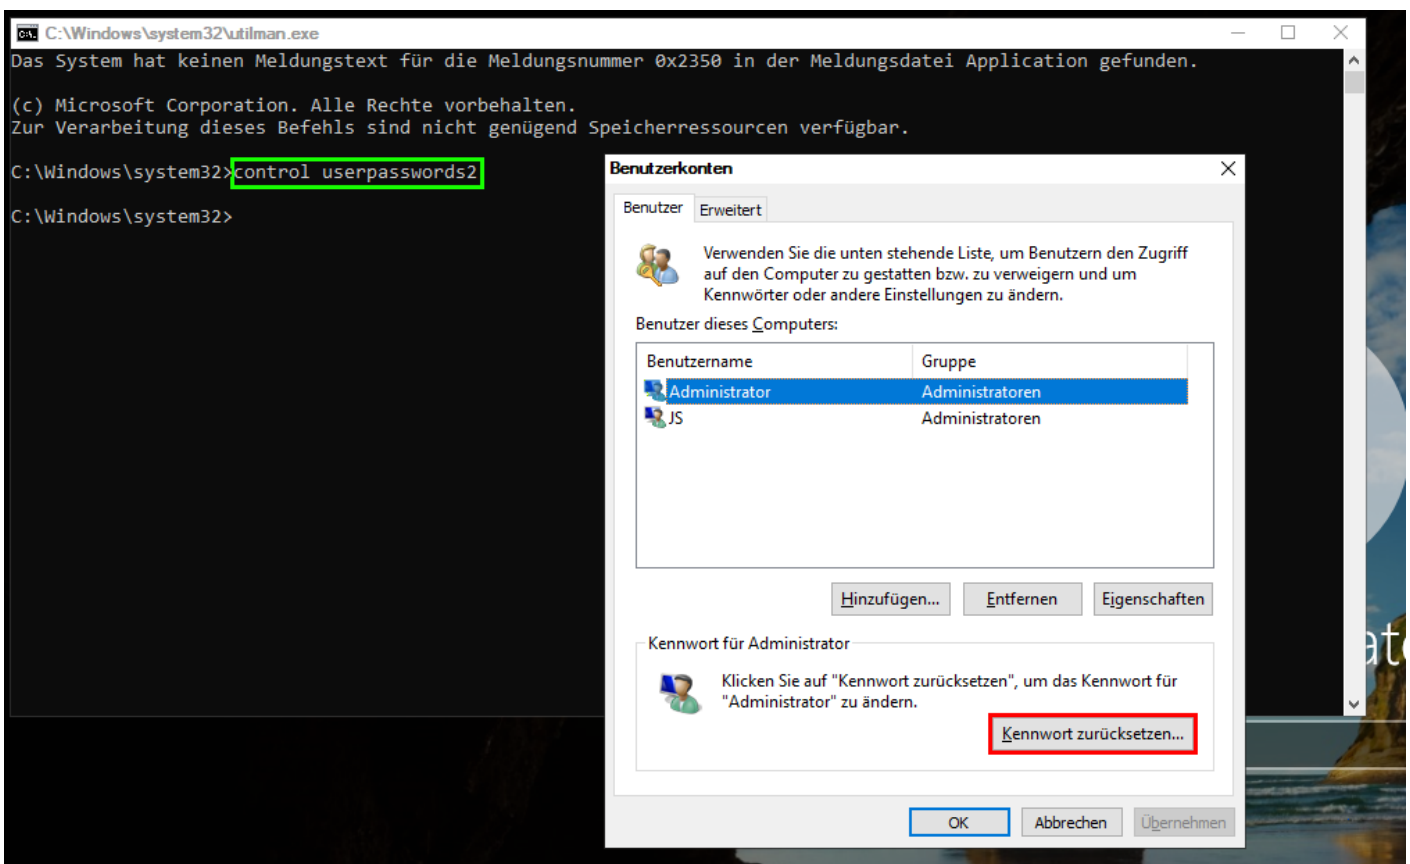 C:\Windows\system32\utilman.exe
Das System hat keinen Meldungstext für die Meldungsnummer 0x2350 in der Meldungsdatei Application gefunden.
(c) Microsoft Corporation. Alle Rechte vorbehalten.
Zur Verarbeitung dieses Befehls sind nicht genügend Speicherressourcen verfügbar.
C:\Windows\system32>control userpasswords2
C:\Windows\system32>
Benutzerkonten
Benutzer Erweitert
Verwenden Sie die unten stehende Liste, um Benutzern den Zugriff
auf den Computer zu gestatten bzw. zu verweigern und um
Kennwörter oder andere Einstellungen zu ändern.
Benutzer dieses Computers:
Benutzername Gruppe
Administrator Administratoren
JS Administratoren
Hinzufügen... Entfernen Eigenschaften
Kennwort für Administrator
Klicken Sie auf "Kennwort zurücksetzen", um das Kennwort für
"Administrator" zu ändern.
Kennwort zurücksetzen...
OK Abbrechen Übernehmen